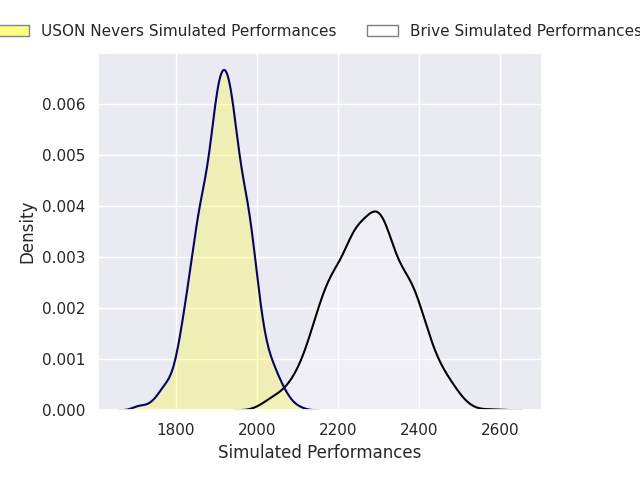 USON Nevers Simulated Performances Brive Simulated Performances
0.006
0.005
0.004
0.003
0.002
0.001
0.000
Density
1800 2000 2200 2400 2600
Simulated Performances